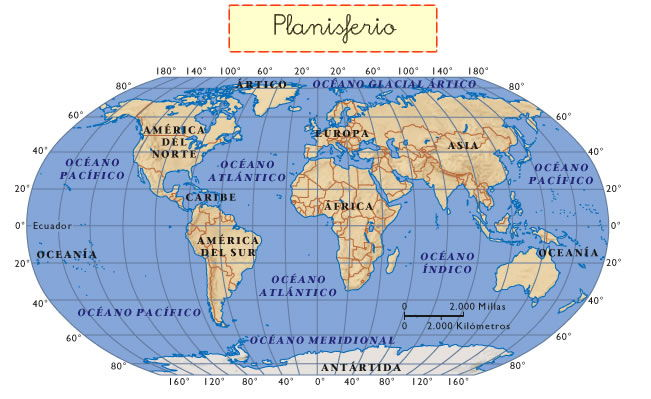 Planisferio
180° 140° 100° 60° 20° 20° 60° 100° 140° 180°
ÁRTICO
OCÉANO GLACIAL ÁRTICO
80° 80°
60° 60°
AMÉRICA
DEL
NORTE
EUROPA
ASIA
40° 40°
OCÉANO
PACÍFICO
OCÉANO
ATLÁNTICO
OCÉANO
PACÍFICO
20° 20°
CARIBE
ÁFRICA
0° Ecuador 0°
AMÉRICA
DEL SUR
OCEANÍA
OCEANÍA
OCÉANO
ÍNDICO
20° 20°
OCÉANO
ATLÁNTICO
40° 40°
0 2.000 Millas
0 2.000 Kilómetros
OCÉANO PACÍFICO
OCÉANO MERIDIONAL
60° 60°
ANTÁRTIDA
80° 80°
160° 120° 80° 40° 0° 40° 80° 120° 160°